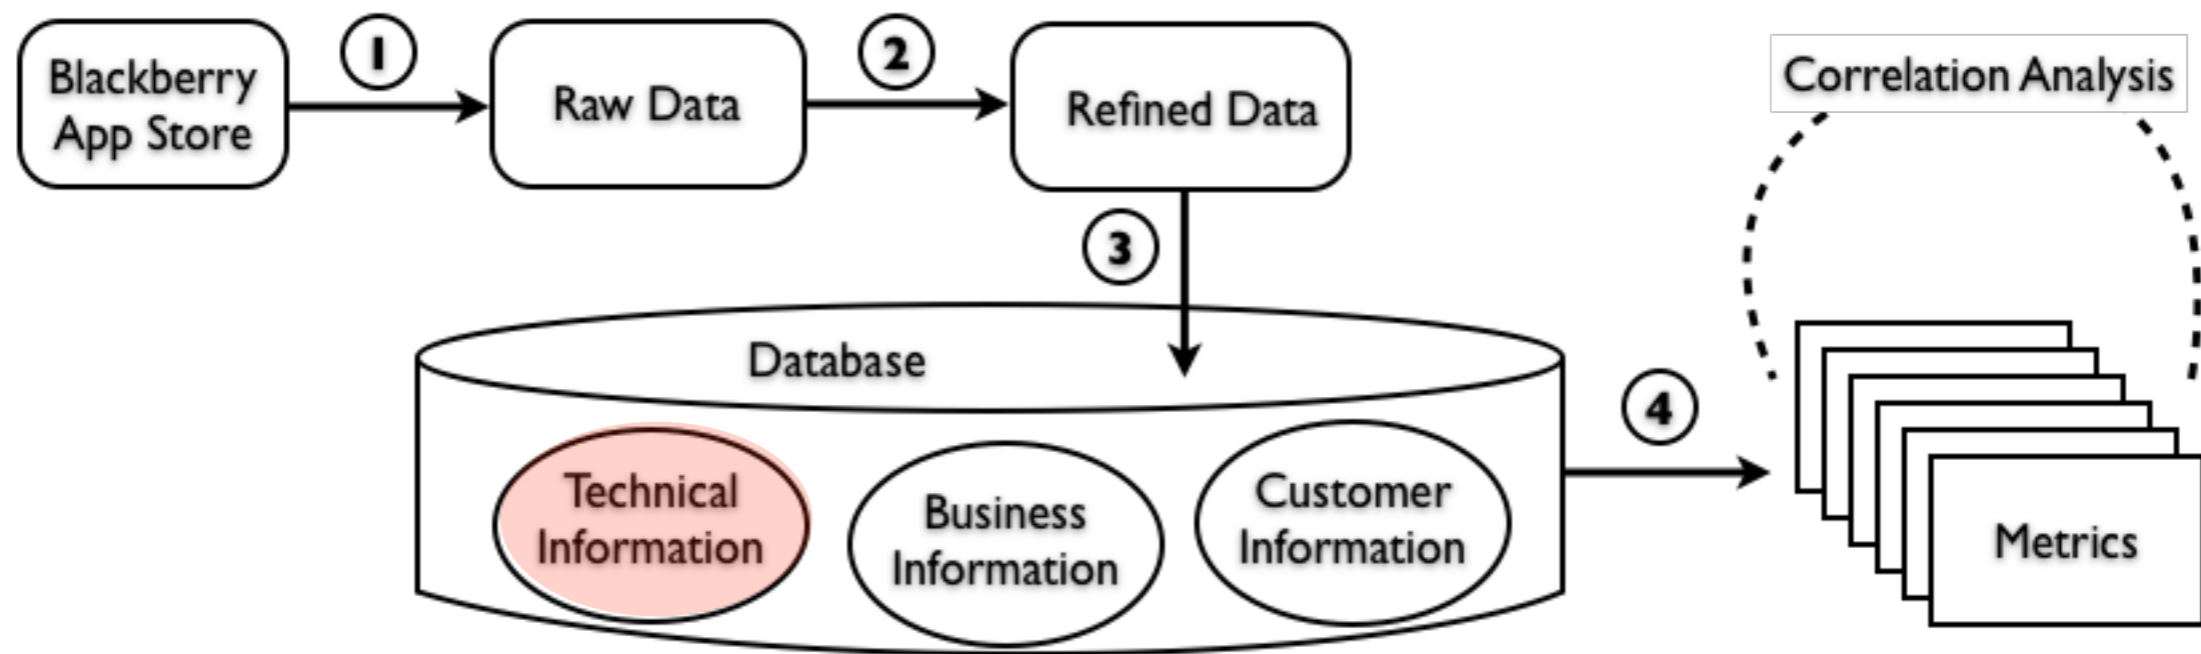 Blackberry
App Store
1
Raw Data
2
Refined Data
Correlation Analysis
3
Database
4
Technical
Information
Business
Information
Customer
Information
Metrics